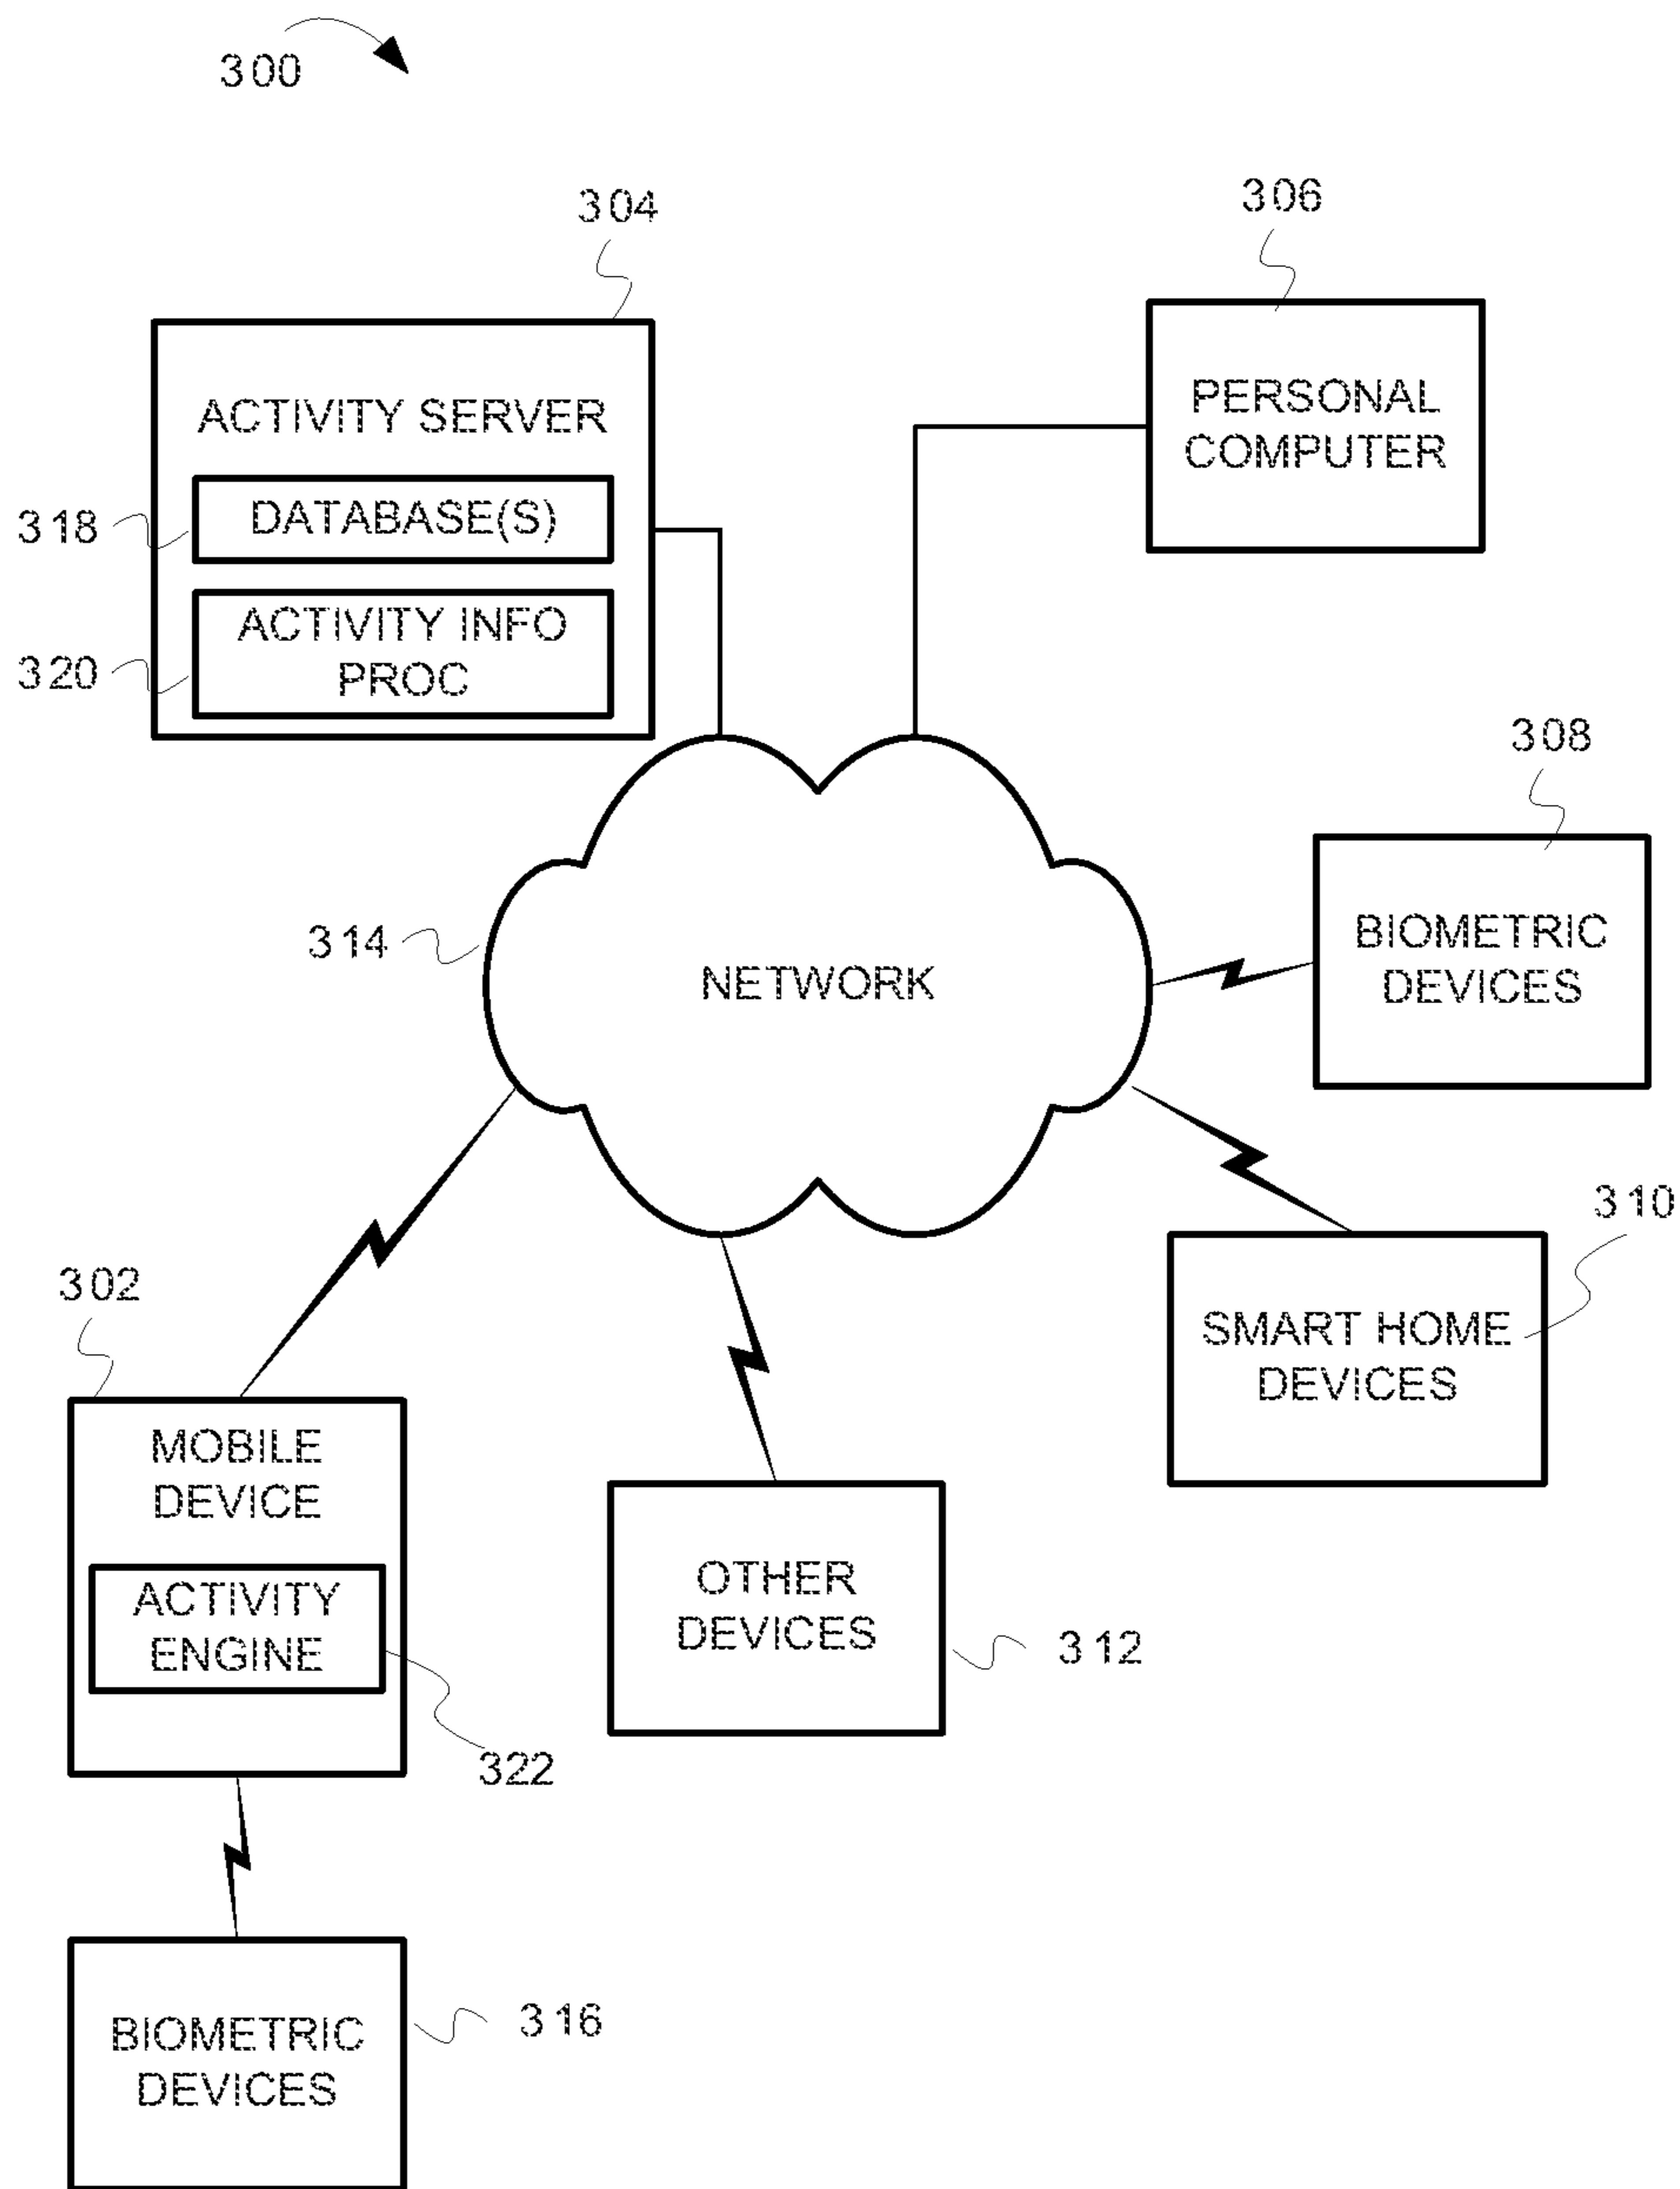 300
304
306
ACTIVITY SERVER
PERSONAL
COMPUTER
318
DATABASE(S)
320
ACTIVITY INFO
PROC
308
314
NETWORK
BIOMETRIC
DEVICES
310
302
SMART HOME
DEVICES
MOBILE
DEVICE
ACTIVITY
ENGINE
OTHER
DEVICES
312
322
316
BIOMETRIC
DEVICES